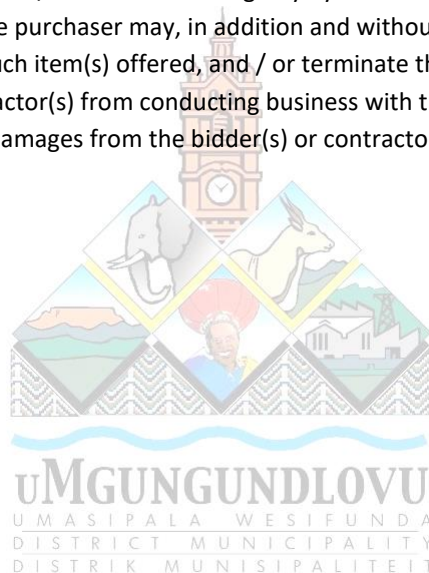 e purchaser may, in addition and without
uch item(s) offered, and / or terminate th
actor(s) from conducting business with t
amages from the bidder(s) or contracto
uMGUNGUNDLOVU
UMASIPALA WESIFUNDA
DISTRICT MUNICIPALITY
DISTRIK MUNISIPALITEIT